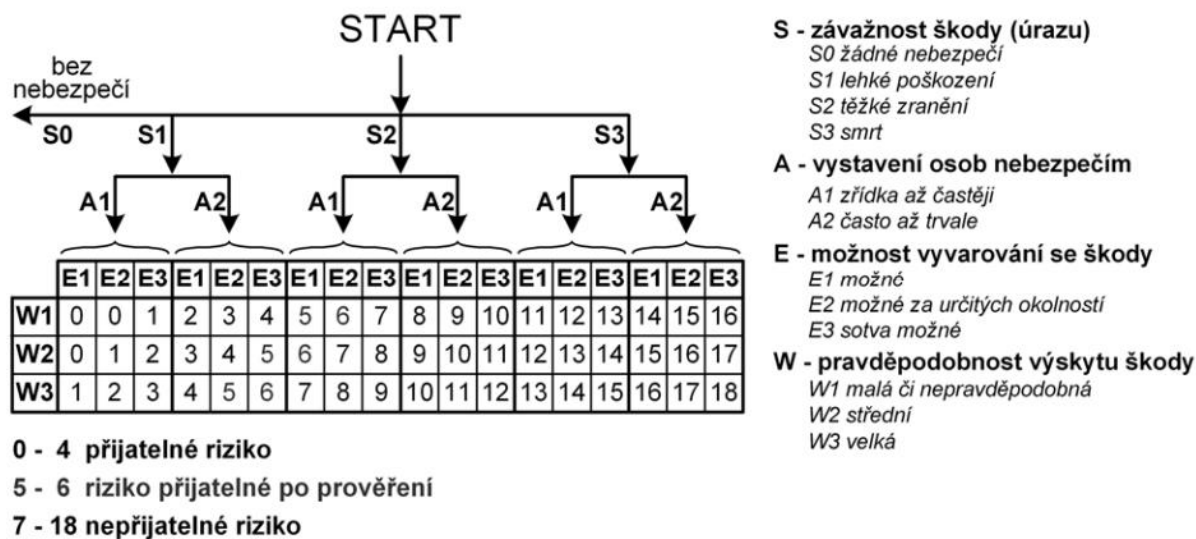 START
bez
nebezpečí
S0 S1 S2 S3
A1 A2 A1 A2 A1 A2
E1 E2 E3 E1 E2 E3 E1 E2 E3 E1 E2 E3 E1 E2 E3 E1 E2 E3
W1 0 0 1 2 3 4 5 6 7 8 9 10 11 12 13 14 15 16
W2 0 1 2 3 4 5 6 7 8 9 10 11 12 13 14 15 16 17
W3 1 2 3 4 5 6 7 8 9 10 11 12 13 14 15 16 17 18
0 - 4 přijatelné riziko
5 - 6 riziko přijatelné po prověření
7 - 18 nepřijatelné riziko
S - závažnost škody (úrazu)
S0 žádné nebezpečí
S1 lehké poškození
S2 těžké zranění
S3 smrt
A - vystavení osob nebezpečím
A1 zřídka až častěji
A2 často až trvale
E - možnost vyvarování se škody
E1 možné
E2 možné za určitých okolností
E3 sotva možné
W - pravděpodobnost výskytu škody
W1 malá či nepravděpodobná
W2 střední
W3 velká